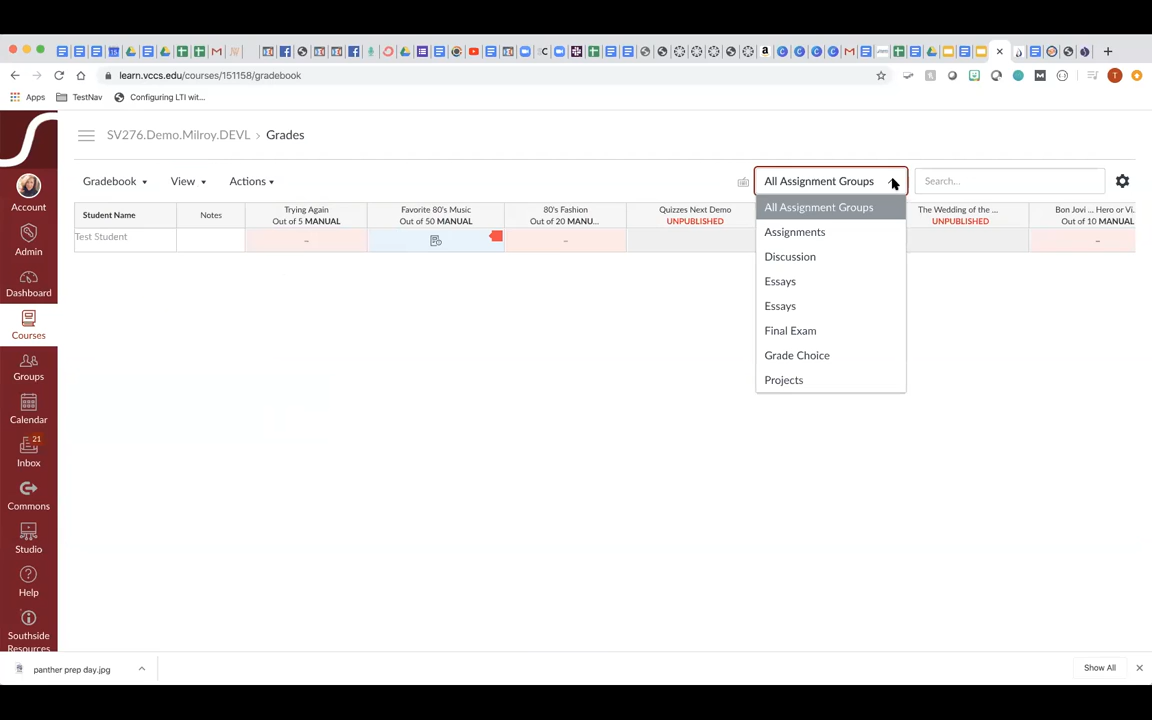 learn.vccs.edu/courses/151158/gradebook
T
Apps TestNav Configuring LTI wit...
SV276.Demo.Milroy.DEVL > Grades
Gradebook View Actions All Assignment Groups Search...
Student Name Notes
Trying Again
Out of 5 MANUAL
Favorite 80's Music
Out of 50 MANUAL
80's Fashion
Out of 20 MANU...
Quizzes Next Demo
UNPUBLISHED
The Wedding of the ...
UNPUBLISHED
Bon Jovi ... Hero or Vi...
Out of 10 MANUAL
Test Student – – –
All Assignment Groups
Assignments
Discussion
Essays
Essays
Final Exam
Grade Choice
Projects
Account
Admin
Dashboard
Courses
Groups
Calendar
21
Inbox
Commons
Studio
Help
Southside
Resources
panther prep day.jpg
Show All